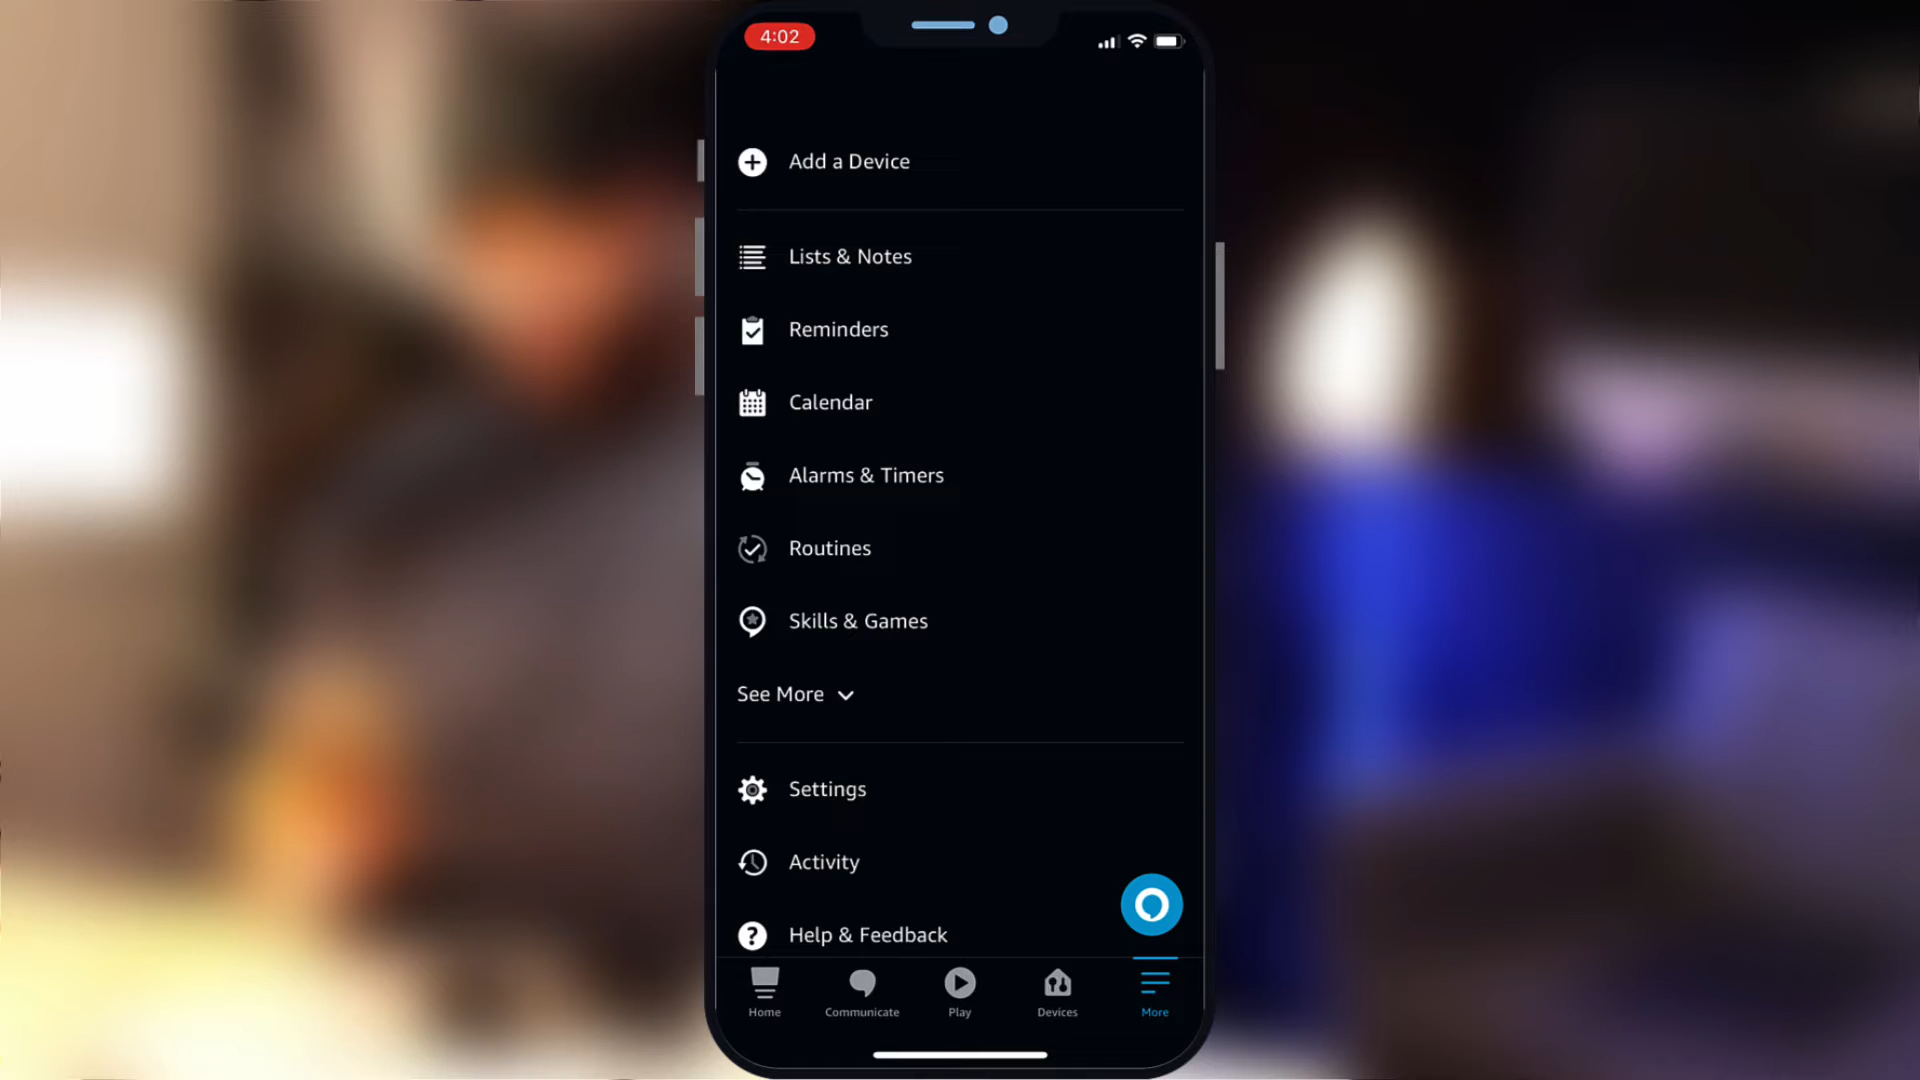 4:02
Add a Device
Lists & Notes
Reminders
Calendar
Alarms & Timers
Routines
Skills & Games
See More
Settings
Activity
Help & Feedback
Home Communicate Play Devices More